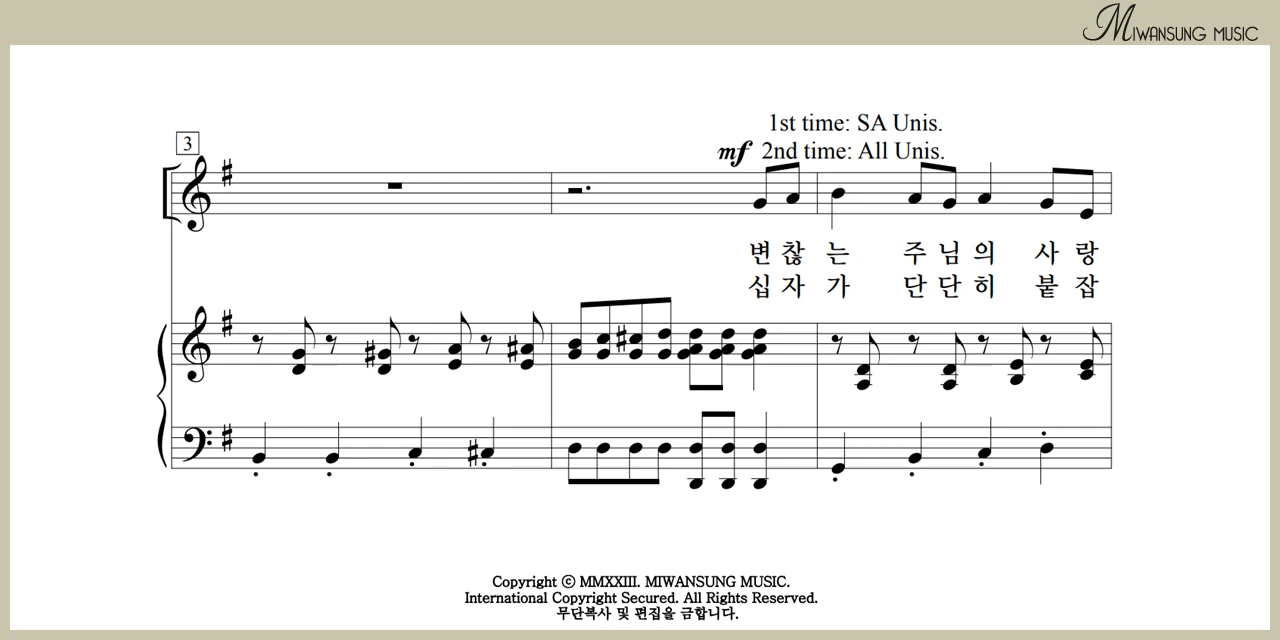 MIWANSUNG MUSIC
1st time: SA Unis.
3
mf 2nd time: All Unis.
변 찮 는 주 님 의 사 랑
십 자 가 단 단 히 붙 잡
Copyright ⓒ MMXXIII. MIWANSUNG MUSIC.
International Copyright Secured. All Rights Reserved.
무단복사 및 편집을 금합니다.